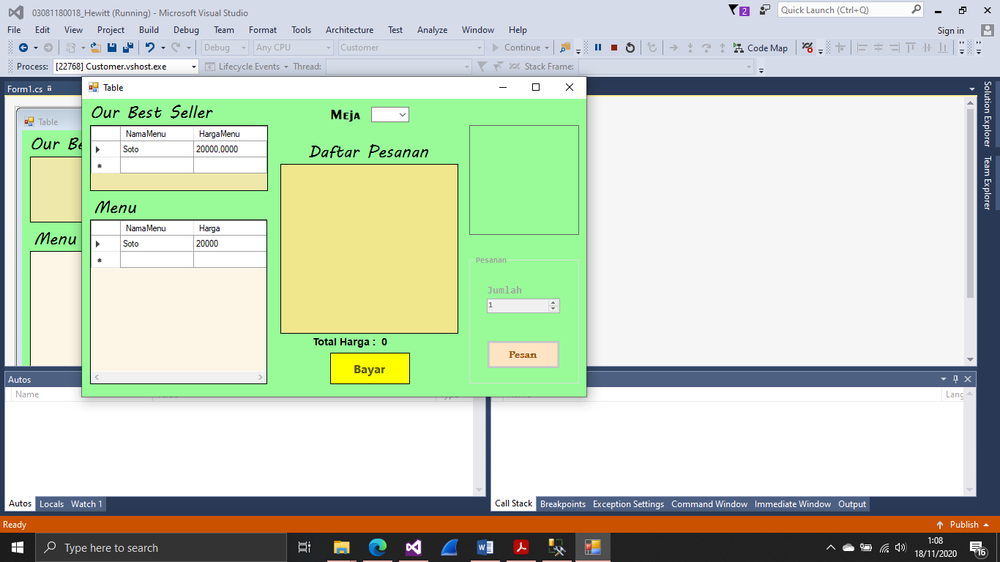 03081180018_Hewitt (Running) - Microsoft Visual Studio
2
Quick Launch (Ctrl+Q)
File Edit View Project Build Debug Team Format Tools Architecture Test Analyze Window Help
Sign in
Debug Any CPU Customer Continue Code Map
Process: [22768] Customer.vshost.exe Lifecycle Events Thread: Stack Frame:
Form1.cs
Table
Our Be
Menu
Table
Our Best Seller
NamaMenu HargaMenu
Soto 20000,0000
Menu
NamaMenu Harga
Soto 20000
Meja
Daftar Pesanan
Total Harga : 0
Bayar
Pesanan
Jumlah
1
Pesan
Solution Explorer
Team Explorer
Autos
Name
Lang
Autos Locals Watch 1
Call Stack Breakpoints Exception Settings Command Window Immediate Window Output
Ready
Publish
Type here to search
1:08
18/11/2020
16